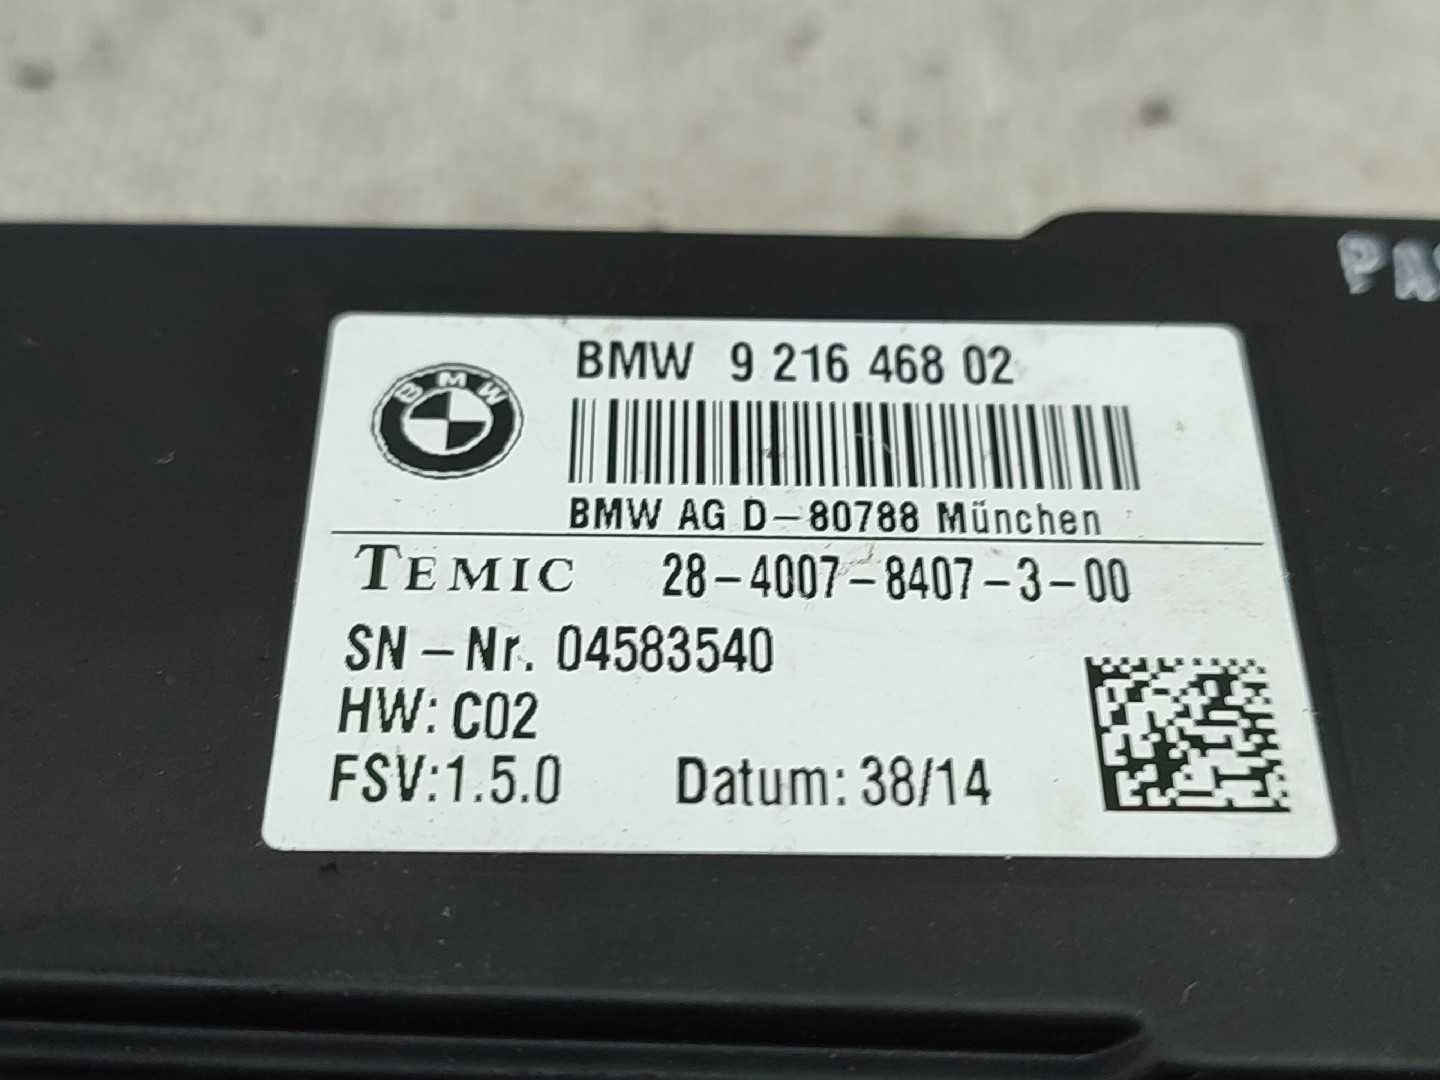 BMW 9 216 468 02
BMW
BMW AG D-80788 München
TEMIC 28-4007-8407-3-00
SN-Nr. 04583540
HW: C02
FSV:1.5.0 Datum: 38/14